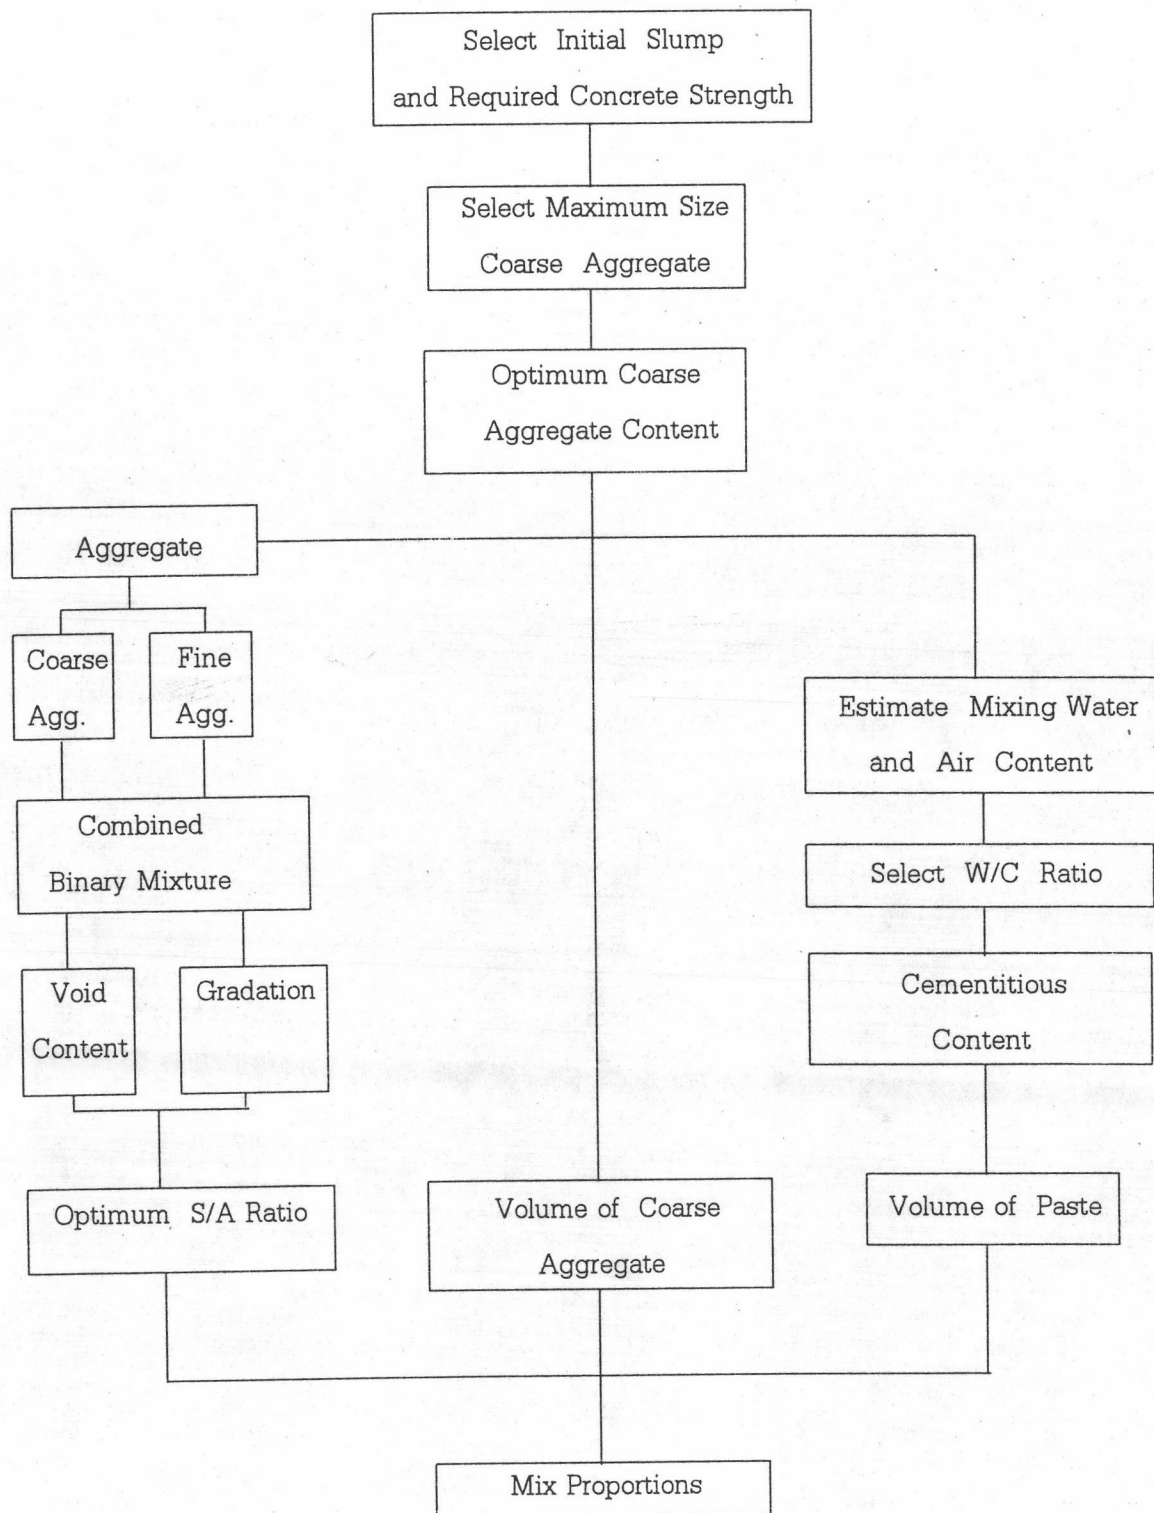 Select Initial Slump
and Required Concrete Strength
Select Maximum Size
Coarse Aggregate
Optimum Coarse
Aggregate Content
Aggregate
Coarse
Agg.
Fine
Agg.
Combined
Binary Mixture
Void
Content
Gradation
Optimum S/A Ratio
Volume of Coarse
Aggregate
Estimate Mixing Water
and Air Content
Select W/C Ratio
Cementitious
Content
Volume of Paste
Mix Proportions